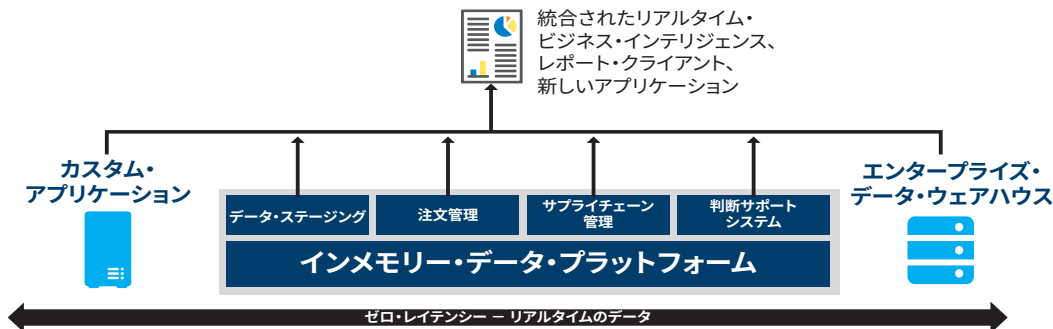 統合されたリアルタイム・
ビジネス・インテリジェンス、
レポート・クライアント、
新しいアプリケーション
カスタム・
アプリケーション
エンタープライズ・
データ・ウェアハウス
データ・ステージング
注文管理
サプライチェーン
管理
判断サポート
システム
インメモリー・データ・プラットフォーム
ゼロ・レイテンシー － リアルタイムのデータ